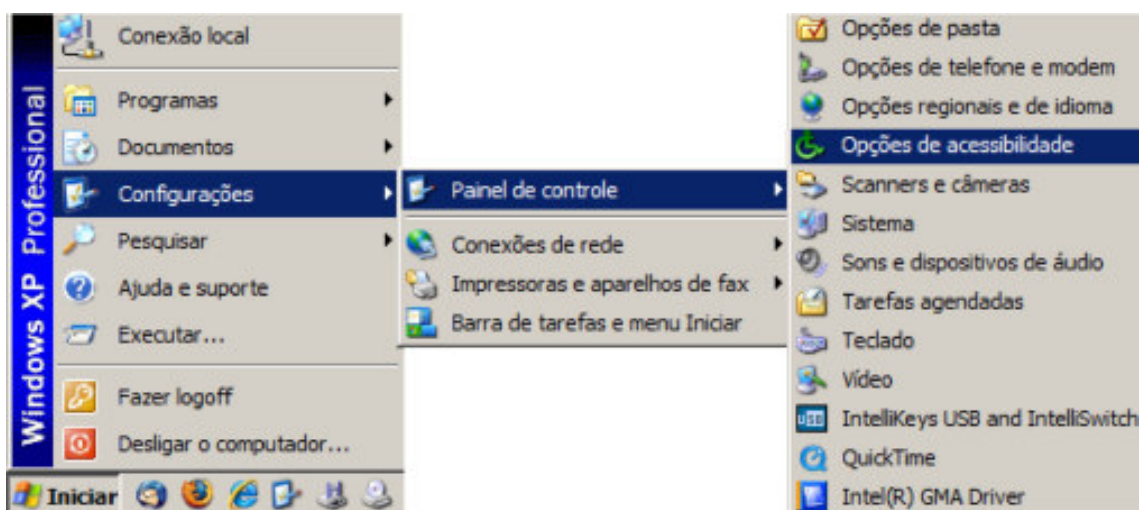 Windows XP Professional
Conexão local
Programas
Documentos
Configurações
Pesquisar
Ajuda e suporte
Executar...
Fazer logoff
Desligar o computador...
Iniciar
Painel de controle
Conexões de rede
Impressoras e aparelhos de fax
Barra de tarefas e menu Iniciar
Opções de pasta
Opções de telefone e modem
Opções regionais e de idioma
Opções de acessibilidade
Scanners e câmeras
Sistema
Sons e dispositivos de áudio
Tarefas agendadas
Teclado
Vídeo
USB
IntelliKeys USB and IntelliSwitch
QuickTime
Intel(R) GMA Driver